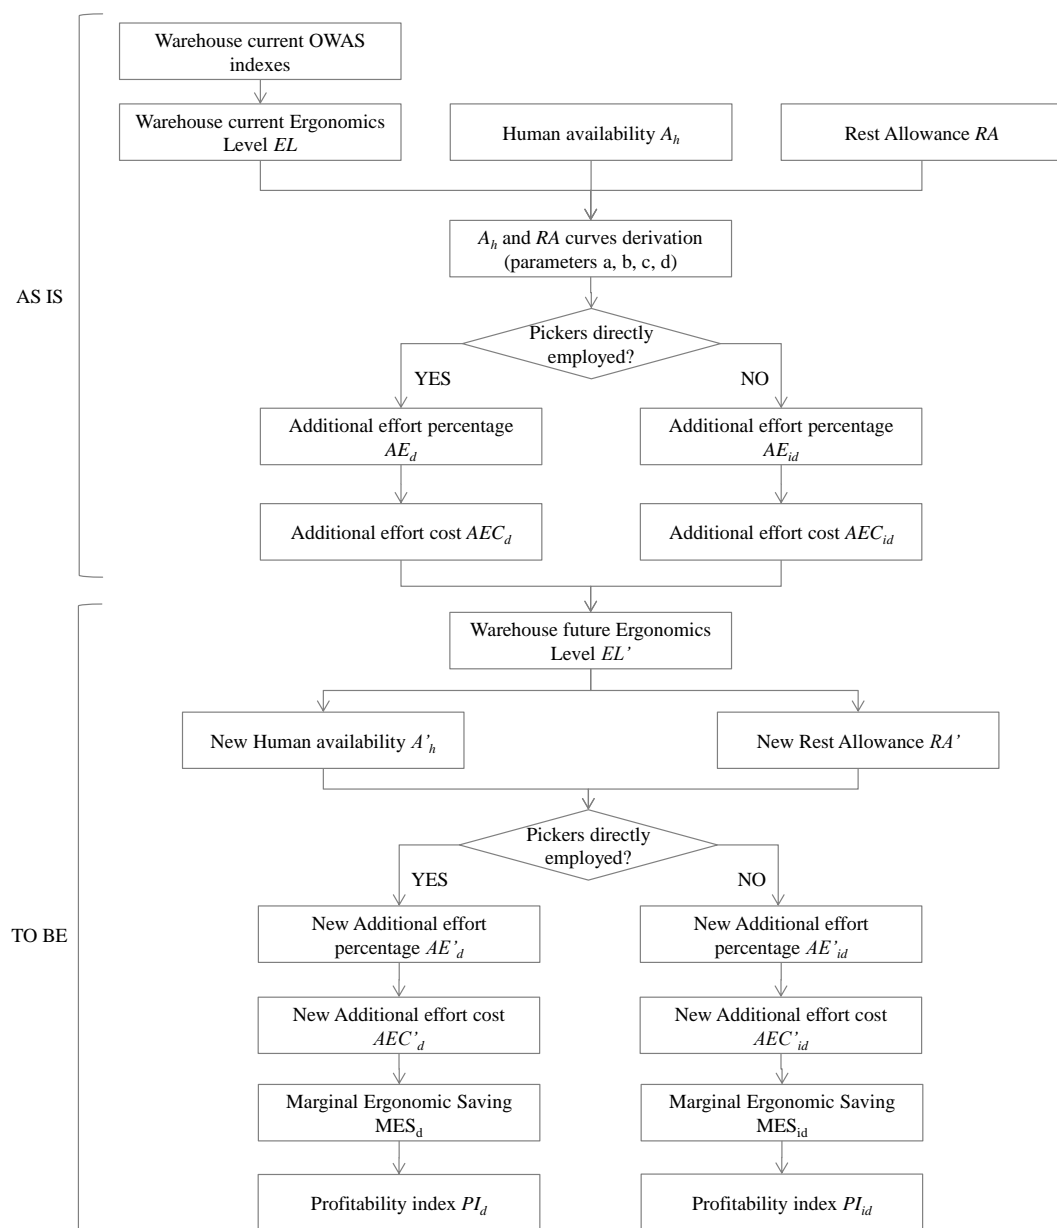 Warehouse current OWAS
indexes
Warehouse current Ergonomics
Level EL
Human availability A_h
Rest Allowance RA
A_h and RA curves derivation
(parameters a, b, c, d)
AS IS
Pickers directly
employed?
YES
NO
Additional effort percentage
AE_d
Additional effort percentage
AE_id
Additional effort cost AEC_d
Additional effort cost AEC_id
Warehouse future Ergonomics
Level EL’
New Human availability A’_h
New Rest Allowance RA’
Pickers directly
employed?
YES
NO
TO BE
New Additional effort
percentage AE’_d
New Additional effort
percentage AE’_id
New Additional effort cost
AEC’_d
New Additional effort cost
AEC’_id
Marginal Ergonomic Saving
MES_d
Marginal Ergonomic Saving
MES_id
Profitability index PI_d
Profitability index PI_id